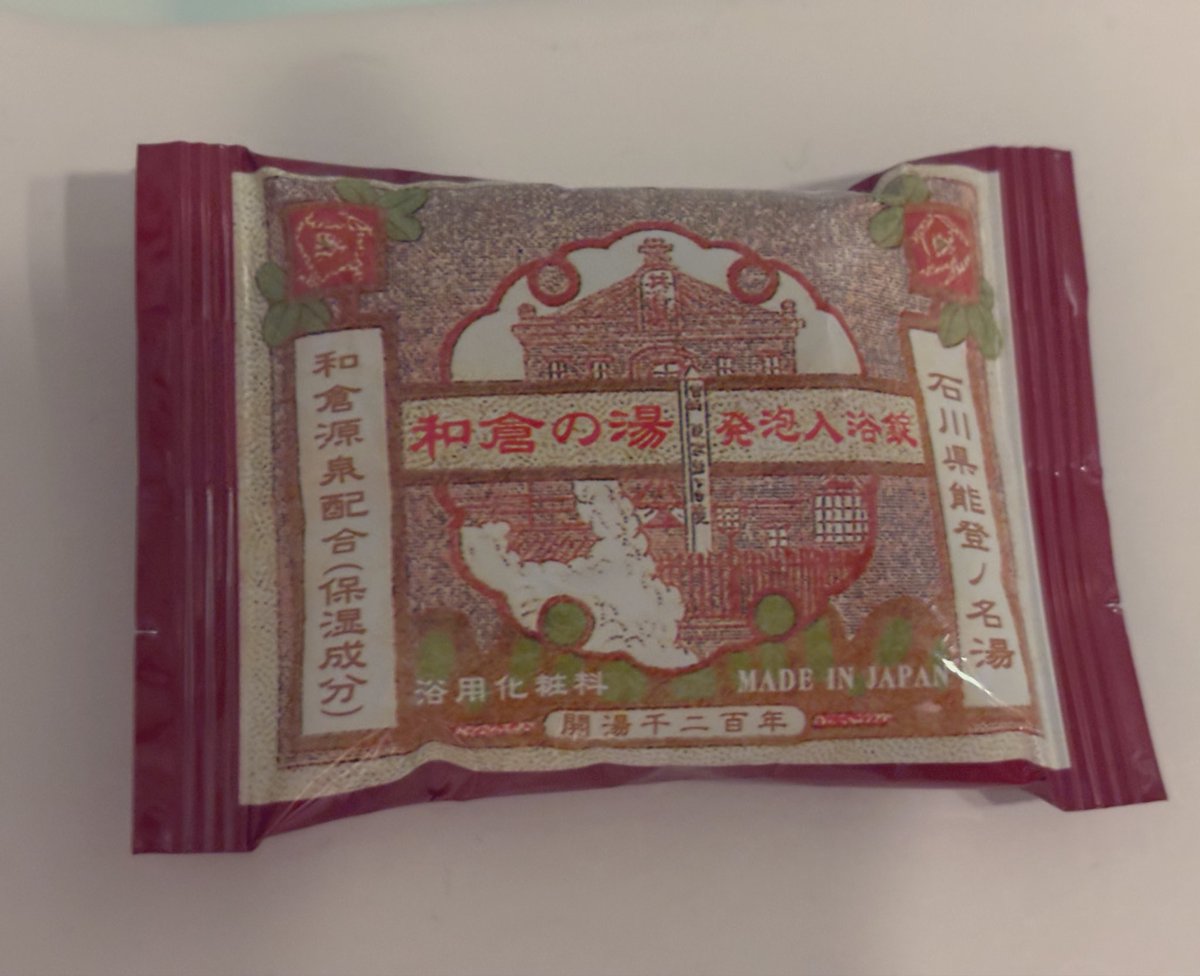 石川県能登ノ名湯
共
和倉の湯
発泡入浴錠
和倉源泉配合(保湿成分)
浴用化粧料
MADE IN JAPAN
開湯千二百年